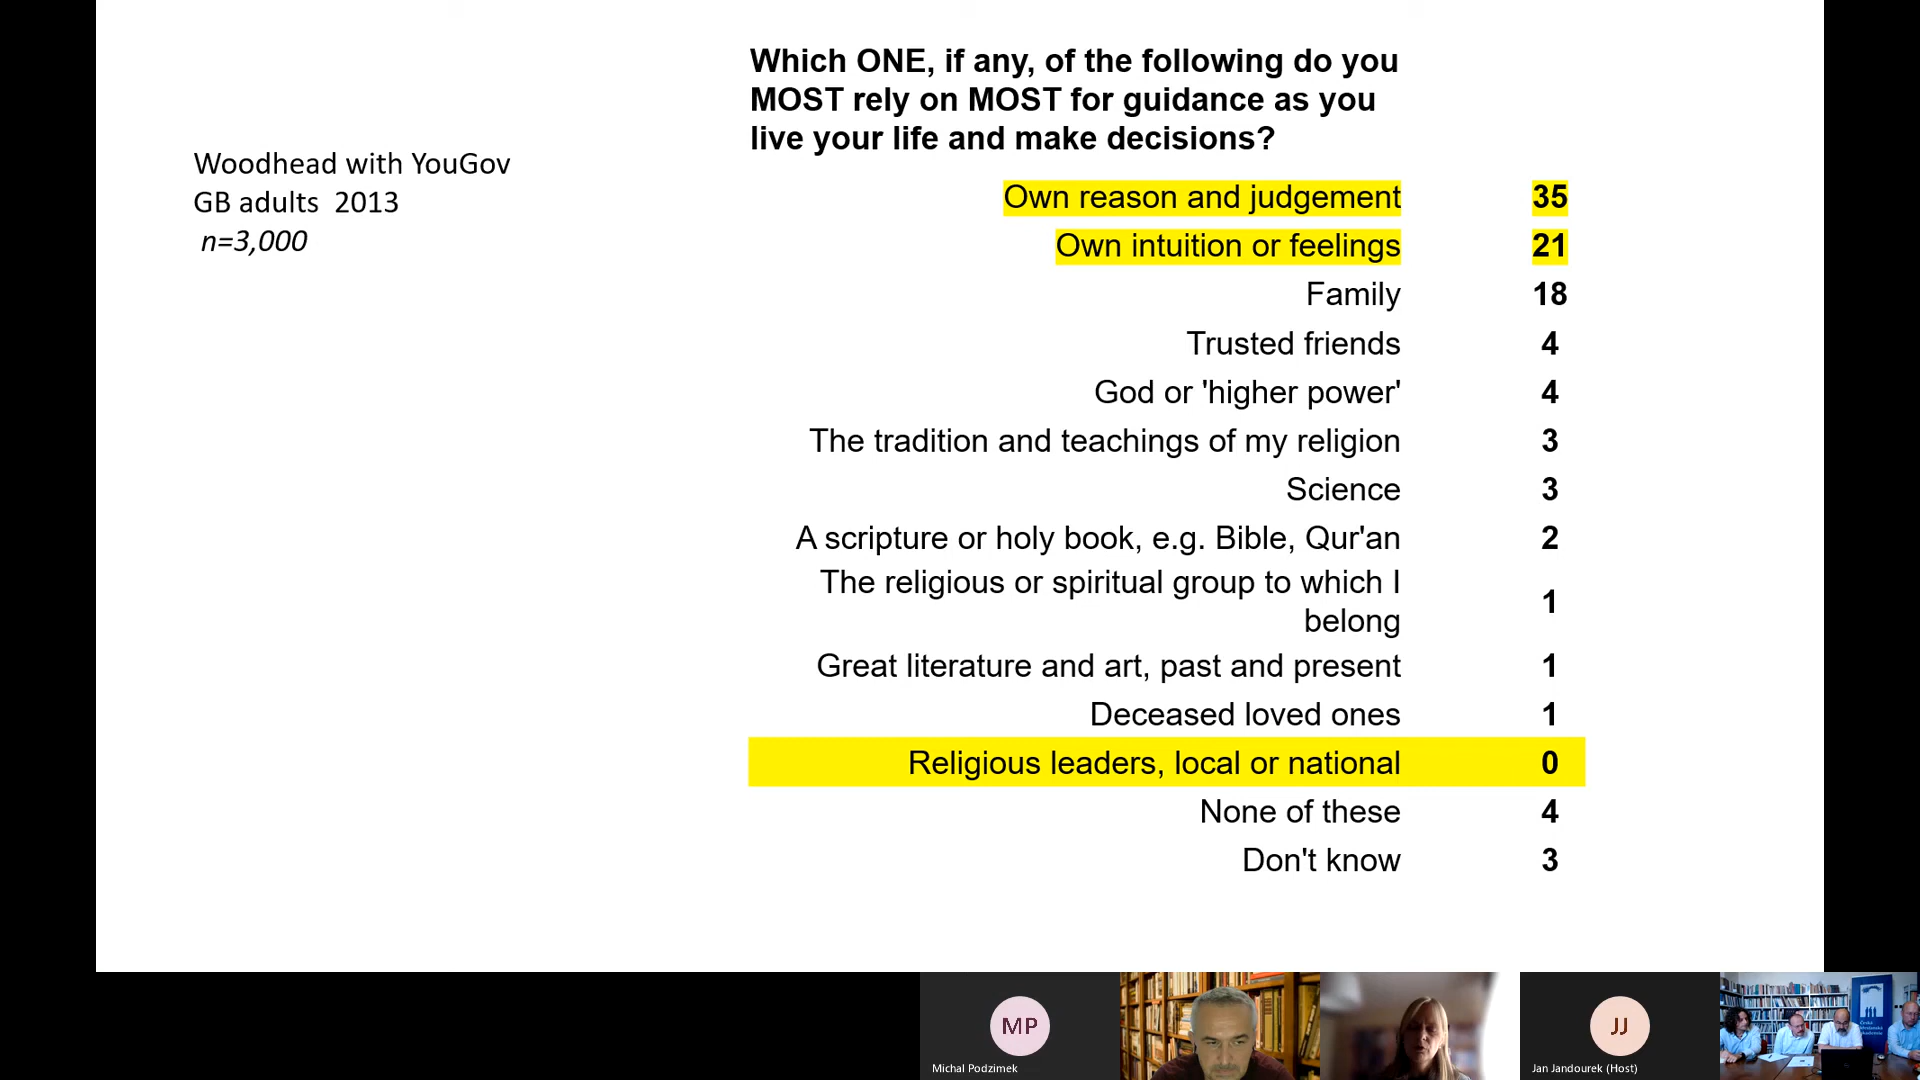 Which ONE, if any, of the following do you
MOST rely on MOST for guidance as you
live your life and make decisions?
Woodhead with YouGov
GB adults 2013
n=3,000
Own reason and judgement 35
Own intuition or feelings 21
Family 18
Trusted friends 4
God or 'higher power' 4
The tradition and teachings of my religion 3
Science 3
A scripture or holy book, e.g. Bible, Qur'an 2
The religious or spiritual group to which I
belong 1
Great literature and art, past and present 1
Deceased loved ones 1
Religious leaders, local or national 0
None of these 4
Don't know 3
MP
Michal Podzimek
JJ
Jan Jandourek (Host)